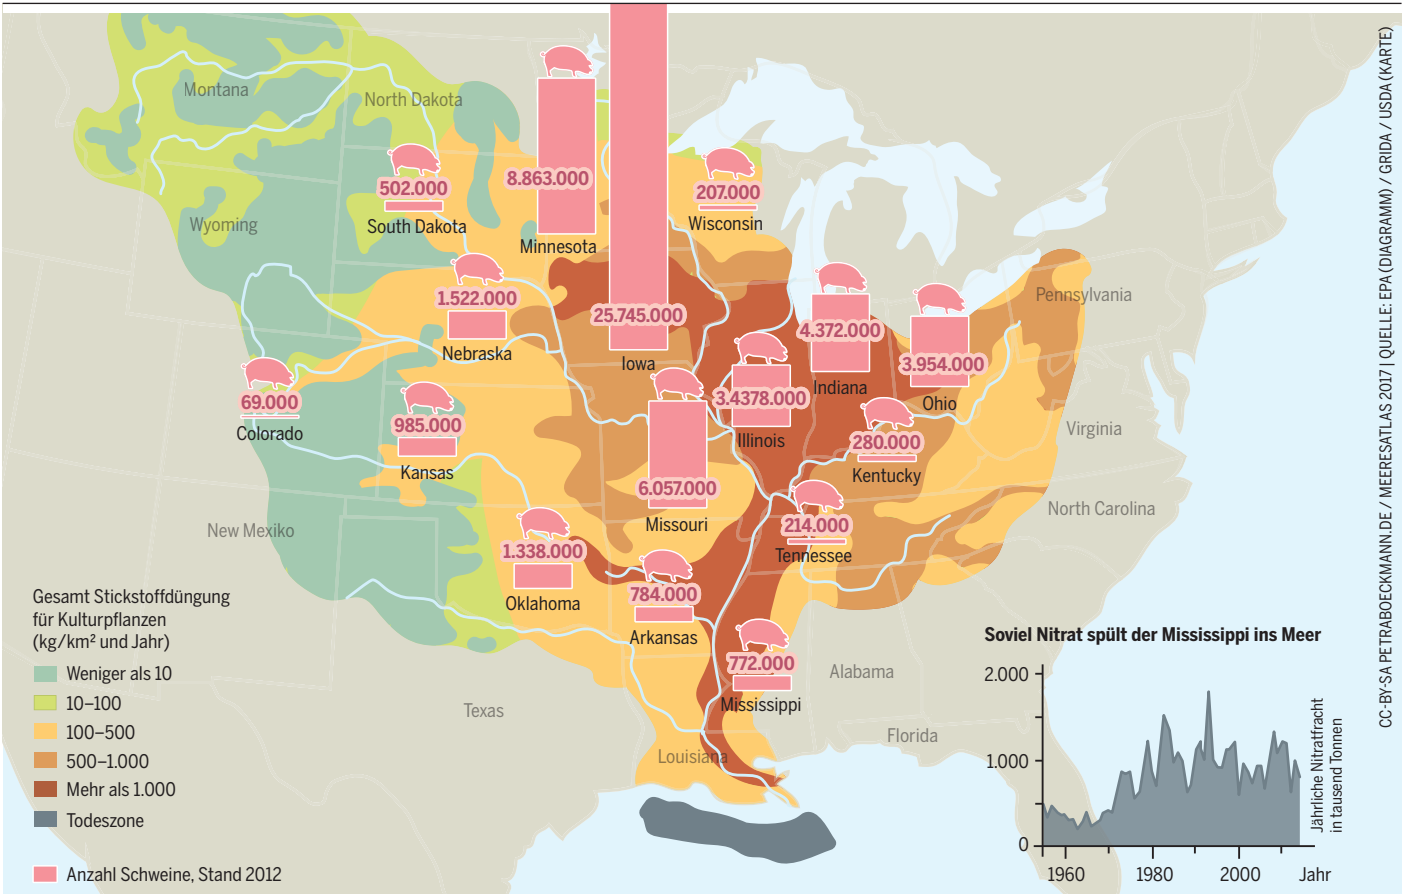 Montana
North Dakota
502.000
South Dakota
8.863.000
Minnesota
207.000
Wisconsin
Wyoming
1.522.000
Nebraska
25.745.000
Iowa
4.372.000
Indiana
3.954.000
Ohio
Pennsylvania
69.000
Colorado
985.000
Kansas
3.4378.000
Illinois
280.000
Kentucky
Virginia
6.057.000
Missouri
New Mexiko
North Carolina
1.338.000
Oklahoma
214.000
Tennessee
784.000
Arkansas
772.000
Mississippi
Alabama
Texas
Louisiana
Florida
Gesamt Stickstoffdüngung
für Kulturpflanzen
(kg/km² und Jahr)
Weniger als 10
10–100
100–500
500–1.000
Mehr als 1.000
Todeszone
Anzahl Schweine, Stand 2012
Soviel Nitrat spült der Mississippi ins Meer
2.000
1.000
0
1960
1980
2000
Jahr
Jährliche Nitratfracht
in tausend Tonnen
CC-BY-SA PETRABOECKMANN.DE / MEERESATLAS 2017 | QUELLE: EPA (DIAGRAMM) / GRIDA / USDA (KARTE)